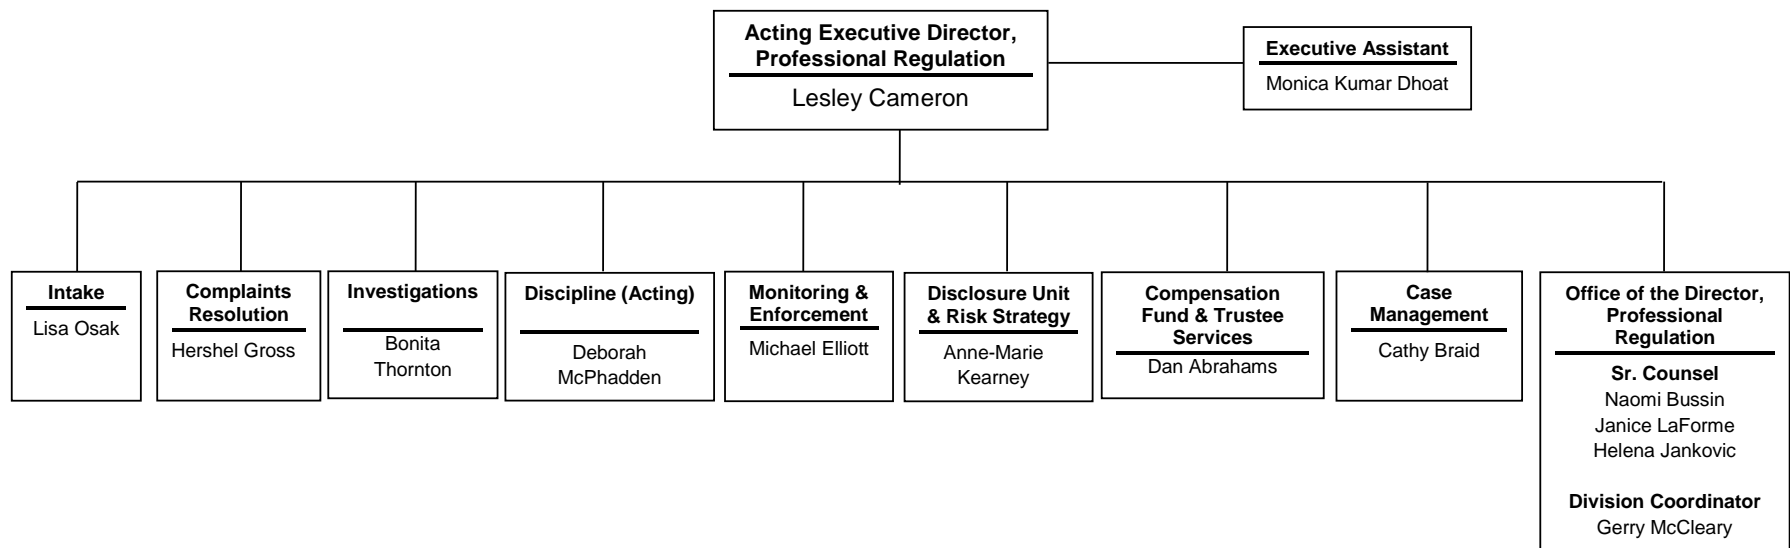 Acting Executive Director,
Professional Regulation
Lesley Cameron
Executive Assistant
Monica Kumar Dhoat
Intake
Lisa Osak
Complaints
Resolution
Hershel Gross
Investigations
Bonita
Thornton
Discipline (Acting)
Deborah
McPhadden
Monitoring &
Enforcement
Michael Elliott
Disclosure Unit
& Risk Strategy
Anne-Marie
Kearney
Compensation
Fund & Trustee
Services
Dan Abrahams
Case
Management
Cathy Braid
Office of the Director,
Professional
Regulation
Sr. Counsel
Naomi Bussin
Janice LaForme
Helena Jankovic
Division Coordinator
Gerry McCleary